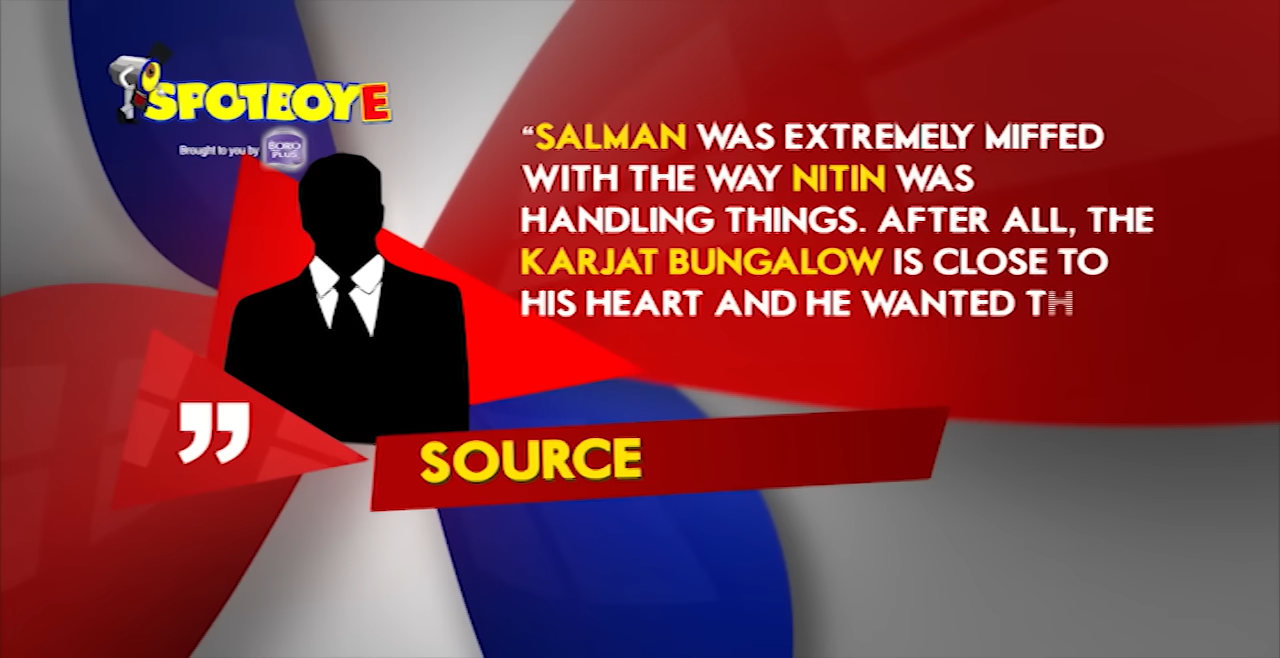 SPOTBOYE
Brought to you by
BORO
PLUS
“SALMAN WAS EXTREMELY MIFFED
WITH THE WAY NITIN WAS
HANDLING THINGS. AFTER ALL, THE
KARJAT BUNGALOW IS CLOSE TO
HIS HEART AND HE WANTED TH
”
SOURCE